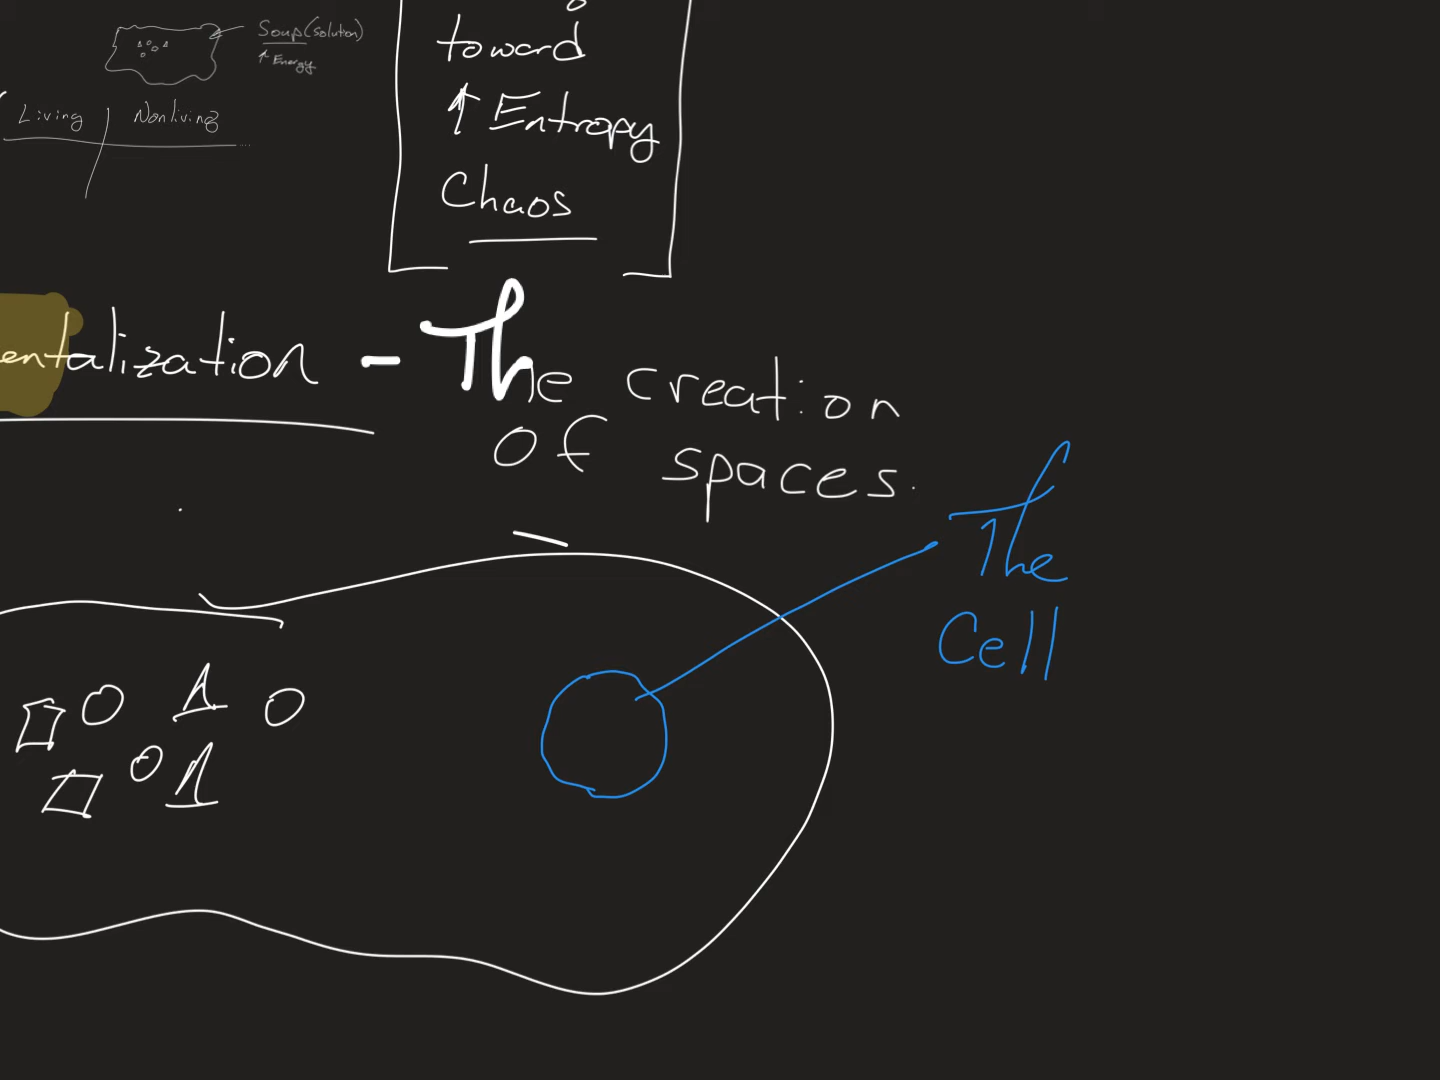 Soup(solution)
↑ Energy
Living
Nonliving
toward
↑ Entropy
Chaos
entalization - The creation
of spaces.
The
Cell